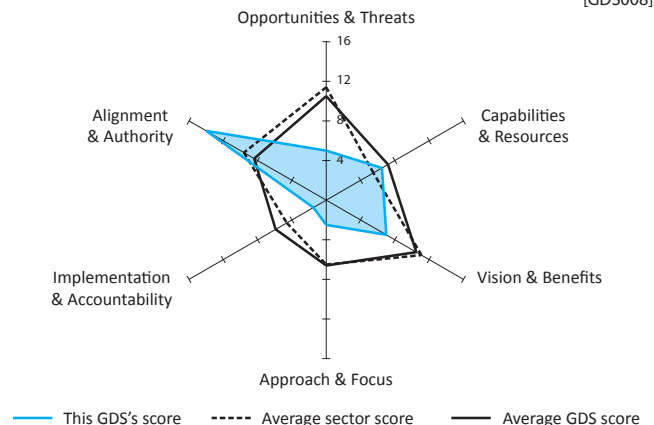 [GDS008]
Opportunities & Threats
16
12
8
4
Alignment
& Authority
Capabilities
& Resources
Implementation
& Accountability
Vision & Benefits
Approach & Focus
This GDS's score
Average sector score
Average GDS score